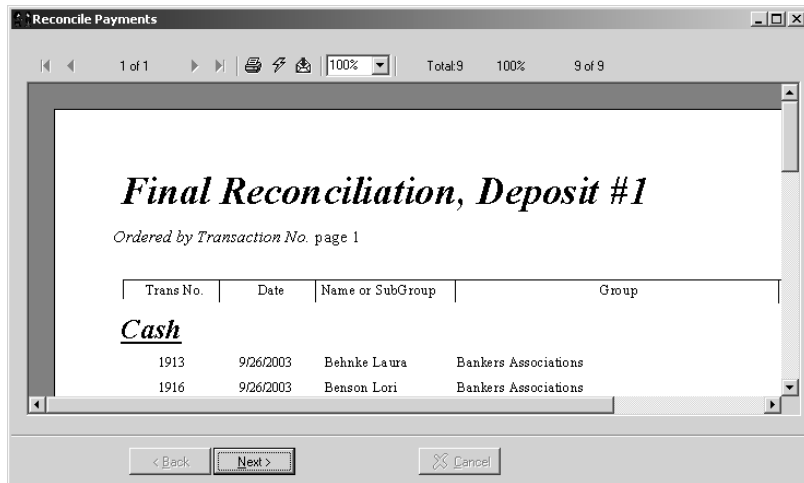 Reconcile Payments
1 of 1 100% Total:9 100% 9 of 9
Final Reconciliation, Deposit #1
Ordered by Transaction No. page 1
Trans No. Date Name or SubGroup Group
Cash
1913 9/26/2003 Behnke Laura Bankers Associations
1916 9/26/2003 Benson Lori Bankers Associations
< Back Next > Cancel